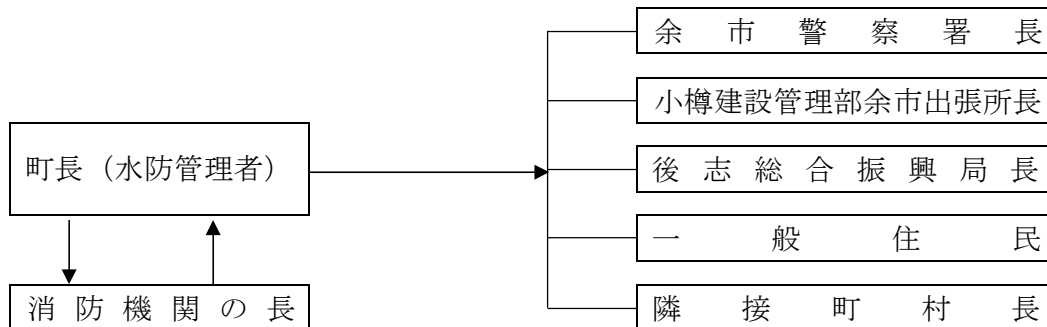 余市警察署長
小樽建設管理部余市出張所長
町長（水防管理者）
後志総合振興局長
一般住民
消防機関の長
隣接町村長